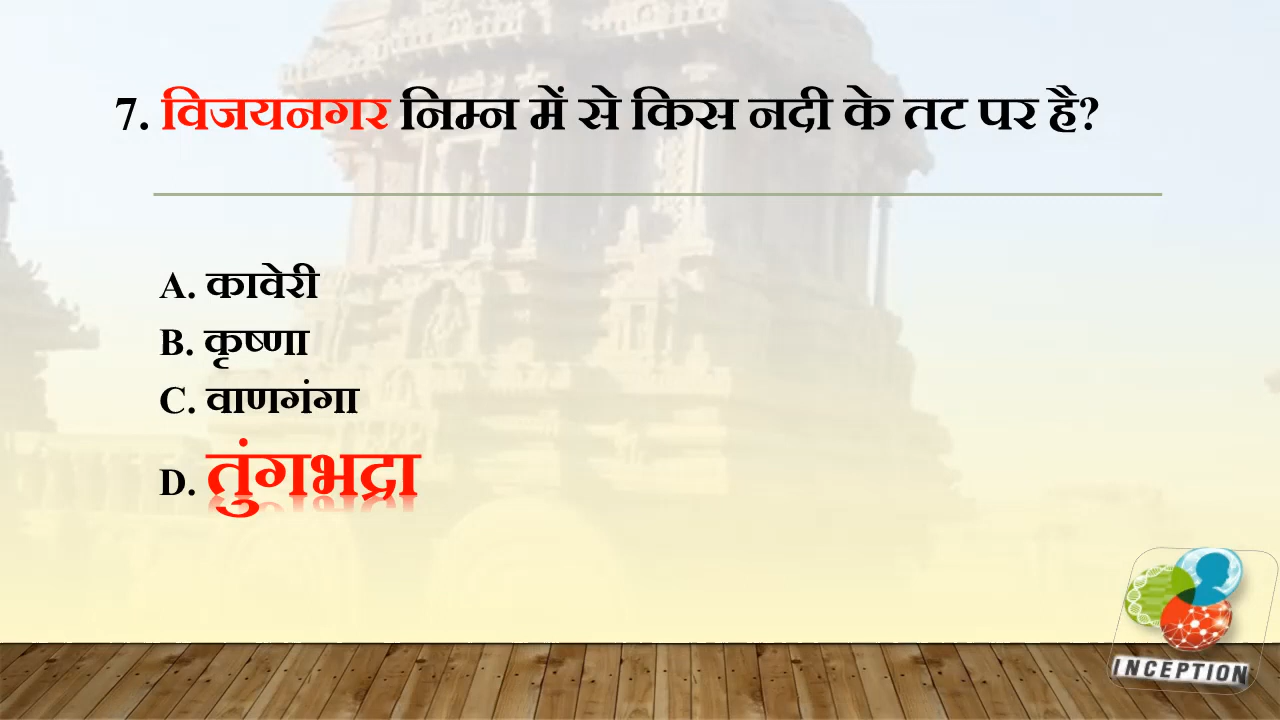 7. विजयनगर निम्न में से किस नदी के तट पर है?
A. कावेरी
B. कृष्णा
C. वाणगंगा
D. तुंगभद्रा
INCEPTION